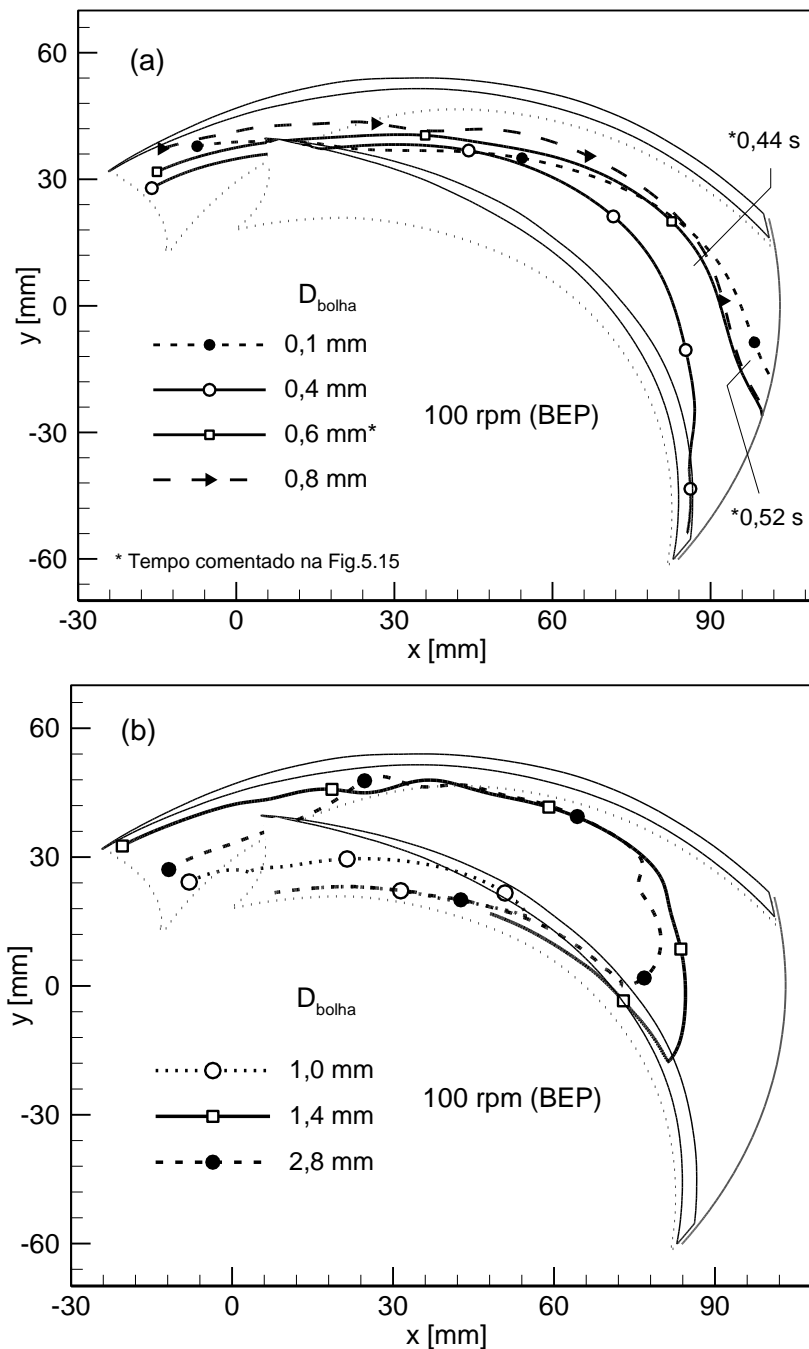 (a)
60
30
0
-30
-60
y [mm]
*0,44 s
D bolha
0,1 mm
0,4 mm
0,6 mm*
0,8 mm
100 rpm (BEP)
*0,52 s
* Tempo comentado na Fig.5.15
-30 0 30 60 90
x [mm]
(b)
60
30
0
-30
-60
y [mm]
D bolha
1,0 mm
1,4 mm
2,8 mm
100 rpm (BEP)
-30 0 30 60 90
x [mm]